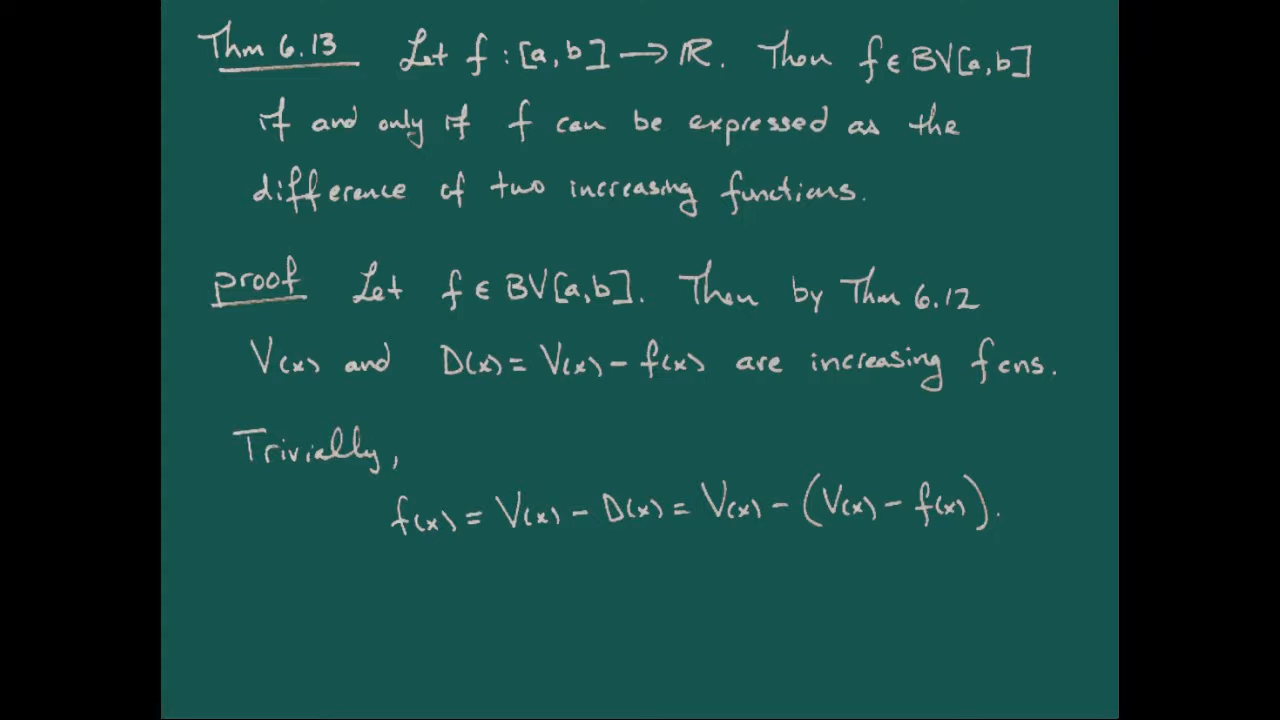 Thm 6.13 Let f : [a, b] → ℝ. Then f ∈ BV[a, b]
if and only if f can be expressed as the
difference of two increasing functions.
proof Let f ∈ BV[a, b]. Then by Thm 6.12
V(x) and D(x) = V(x) - f(x) are increasing fcns.
Trivially,
f(x) = V(x) - D(x) = V(x) - (V(x) - f(x)).